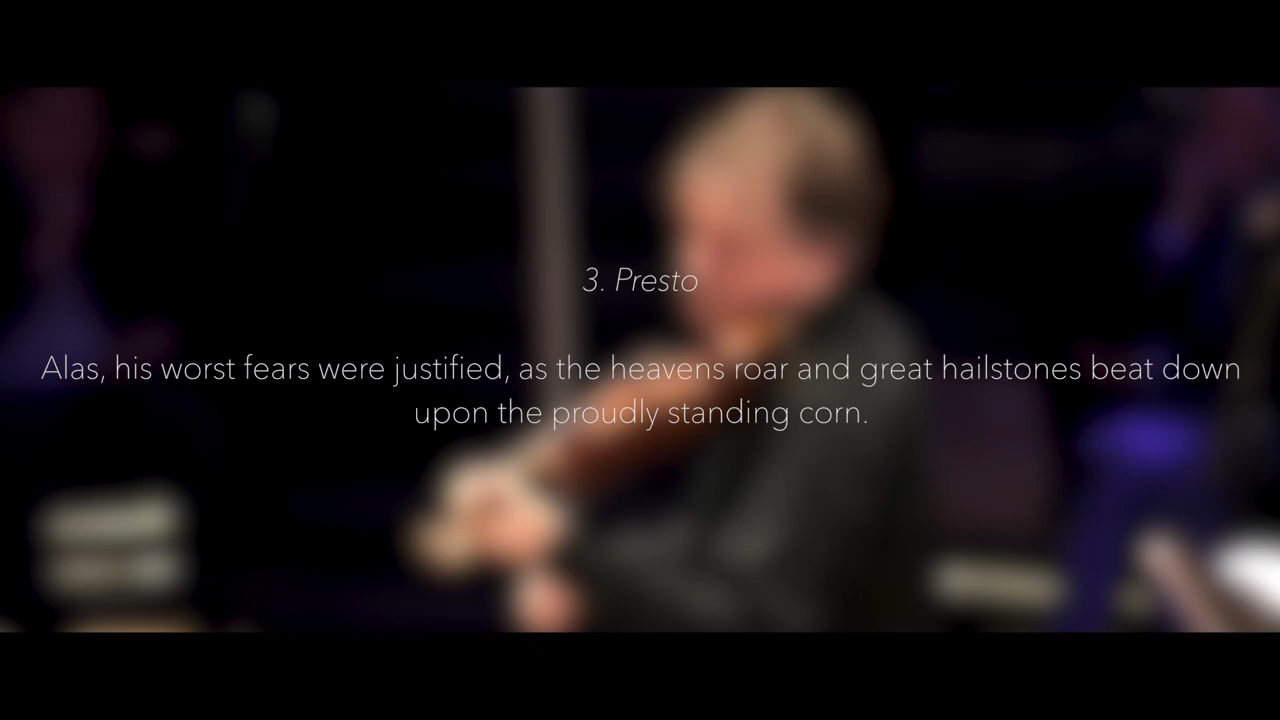 3. Presto
Alas, his worst fears were justified, as the heavens roar and great hailstones beat down
upon the proudly standing corn.